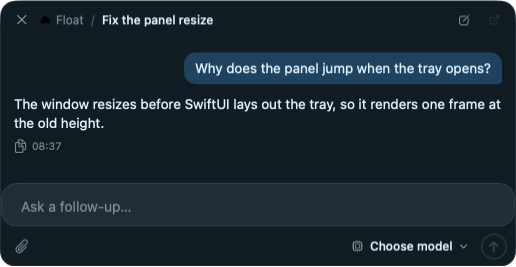 Float / Fix the panel resize
Why does the panel jump when the tray opens?
The window resizes before SwiftUI lays out the tray, so it renders one frame at
the old height.
08:37
Ask a follow-up...
Choose model